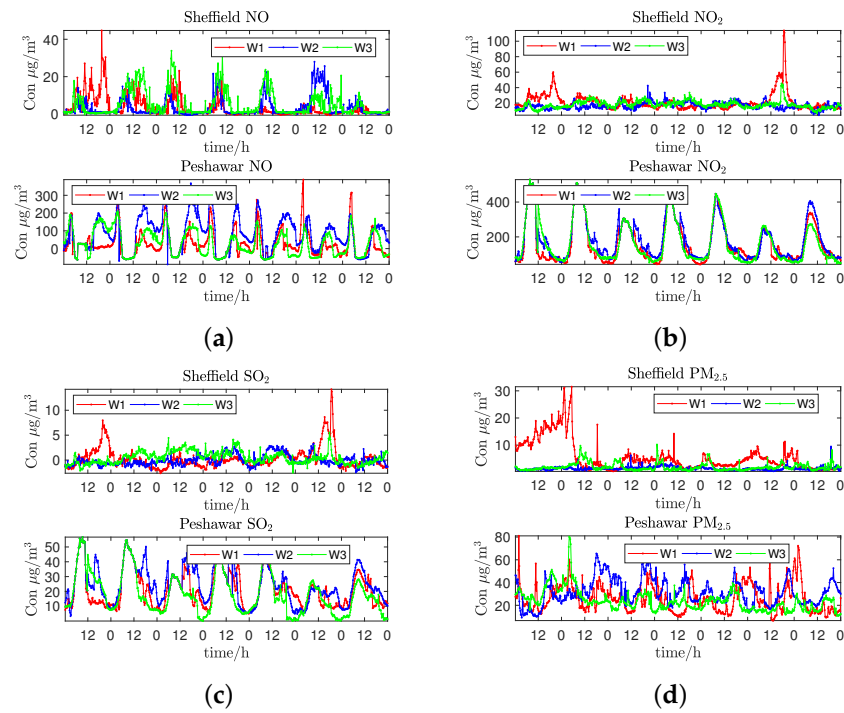 Sheffield NO
Con μg/m³
40
20
0
W1 W2 W3
12 0 12 0 12 0 12 0 12 0 12 0 12 0
time/h
Peshawar NO
Con μg/m³
300
200
100
0
W1 W2 W3
12 0 12 0 12 0 12 0 12 0 12 0 12 0
time/h
(a)
Sheffield NO₂
Con μg/m³
100
80
60
40
20
W1 W2 W3
12 0 12 0 12 0 12 0 12 0 12 0 12 0
time/h
Peshawar NO₂
Con μg/m³
400
200
W1 W2 W3
12 0 12 0 12 0 12 0 12 0 12 0 12 0
time/h
(b)
Sheffield SO₂
Con μg/m³
10
5
0
W1 W2 W3
12 0 12 0 12 0 12 0 12 0 12 0 12 0
time/h
Peshawar SO₂
Con μg/m³
50
40
30
20
10
W1 W2 W3
12 0 12 0 12 0 12 0 12 0 12 0 12 0
time/h
(c)
Sheffield PM₂.₅
Con μg/m³
30
20
10
W1 W2 W3
12 0 12 0 12 0 12 0 12 0 12 0 12 0
time/h
Peshawar PM₂.₅
Con μg/m³
80
60
40
20
W1 W2 W3
12 0 12 0 12 0 12 0 12 0 12 0 12 0
time/h
(d)